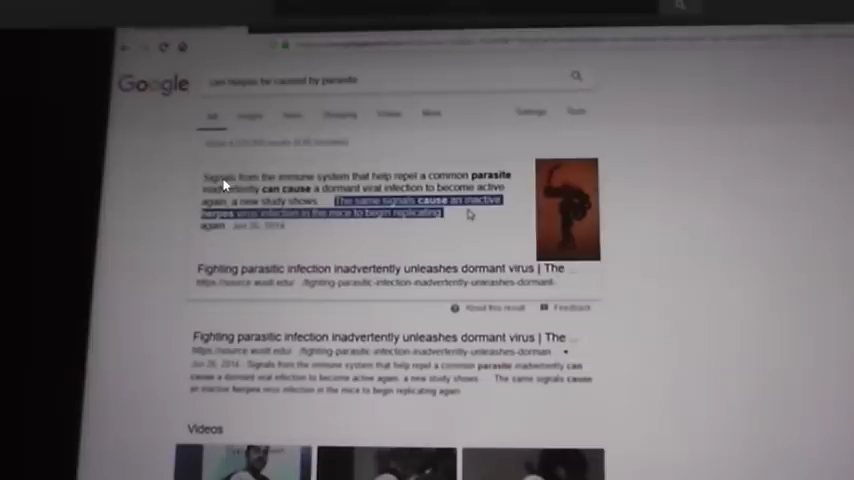 Google
can herpes be caused by parasite
All Images News Shopping Videos More Settings Tools
Signals from the immune system that help repel a common parasite
inadvertently can cause a dormant viral infection to become active
again, a new study shows The same signals cause an inactive
herpes virus infection in the mice to begin replicating
again Jun 26, 2014
Fighting parasitic infection inadvertently unleashes dormant virus | The ...
https://source.wustl.edu/ /fighting-parasitic-infection-inadvertently-unleashes-dormant-
About this result Feedback
Fighting parasitic infection inadvertently unleashes dormant virus | The ...
https://source.wustl.edu/ /fighting-parasitic-infection-inadvertently-unleashes-dorman
Jun 26, 2014 Signals from the immune system that help repel a common parasite inadvertently can
cause a dormant viral infection to become active again, a new study shows The same signals cause
an inactive herpes virus infection in the mice to begin replicating again
Videos